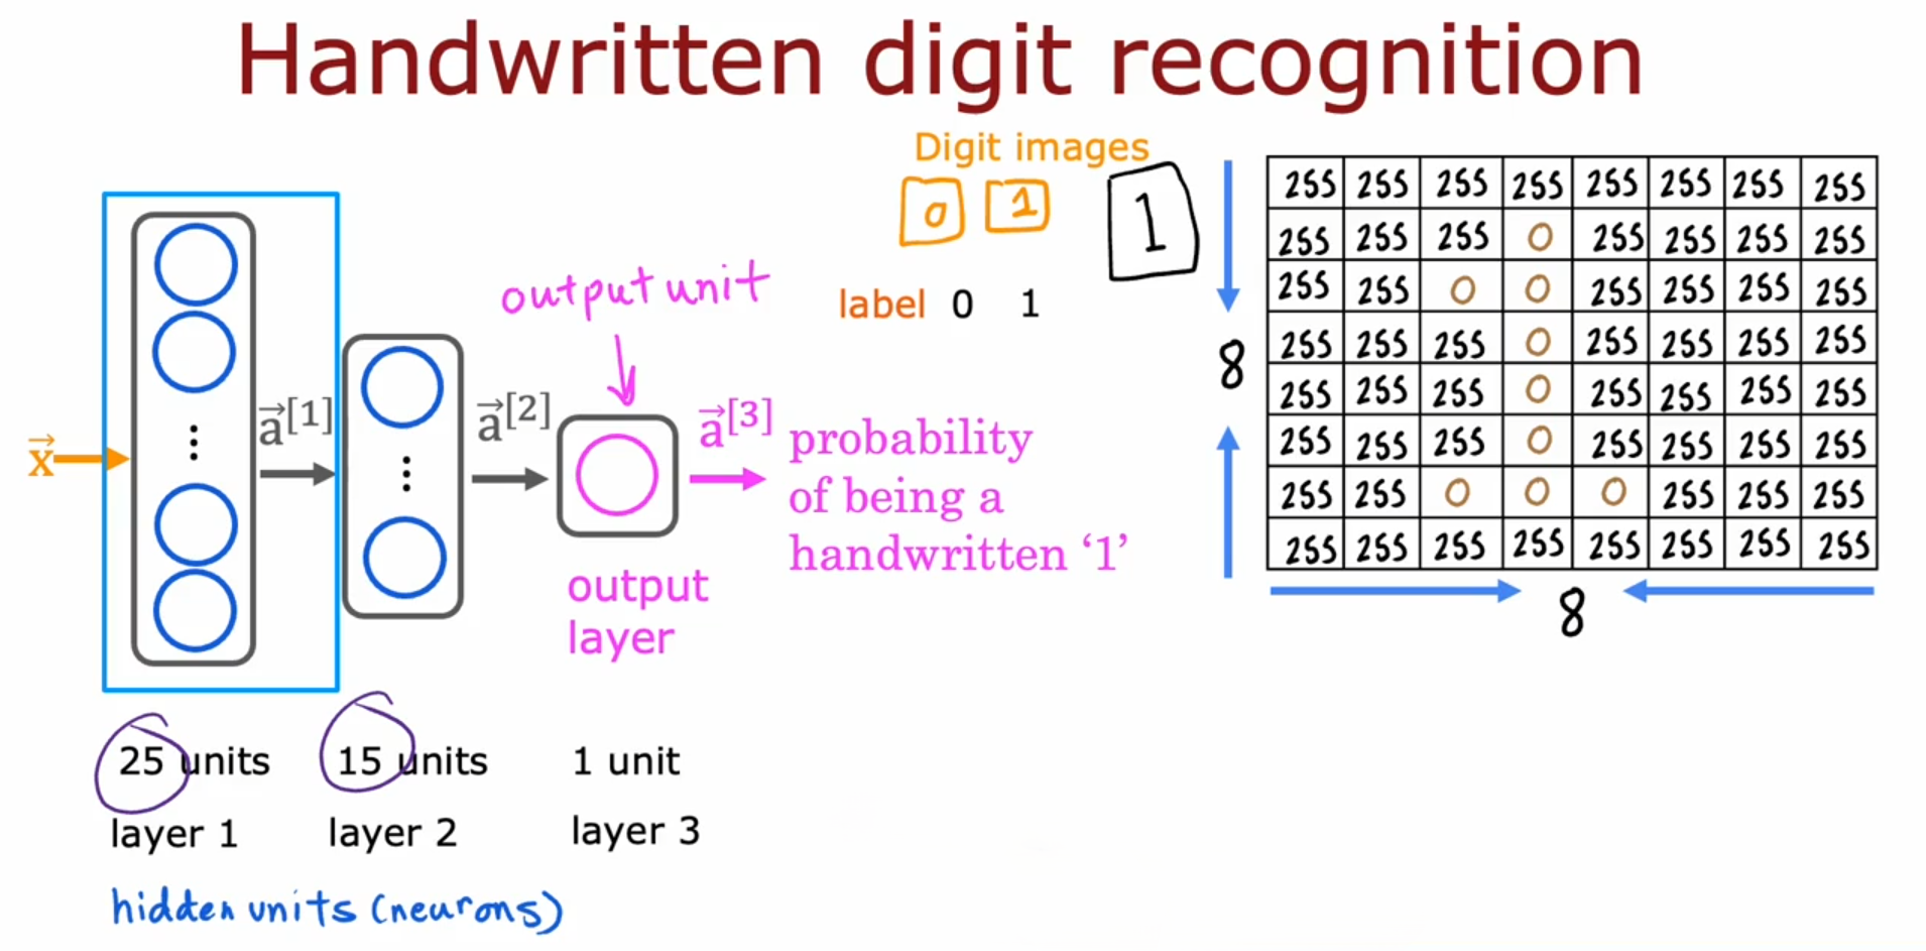 Handwritten digit recognition
Digit images
0 1
1
label 0 1
output unit
x⃗
a⃗[1]
a⃗[2]
a⃗[3]
probability
of being a
handwritten ‘1’
output
layer
25 units 15 units 1 unit
layer 1 layer 2 layer 3
hidden units (neurons)
255 255 255 255 255 255 255 255
255 255 255 0 255 255 255 255
255 255 0 0 255 255 255 255
255 255 255 0 255 255 255 255
255 255 255 0 255 255 255 255
255 255 255 0 255 255 255 255
255 255 0 0 0 255 255 255
255 255 255 255 255 255 255 255
8
8